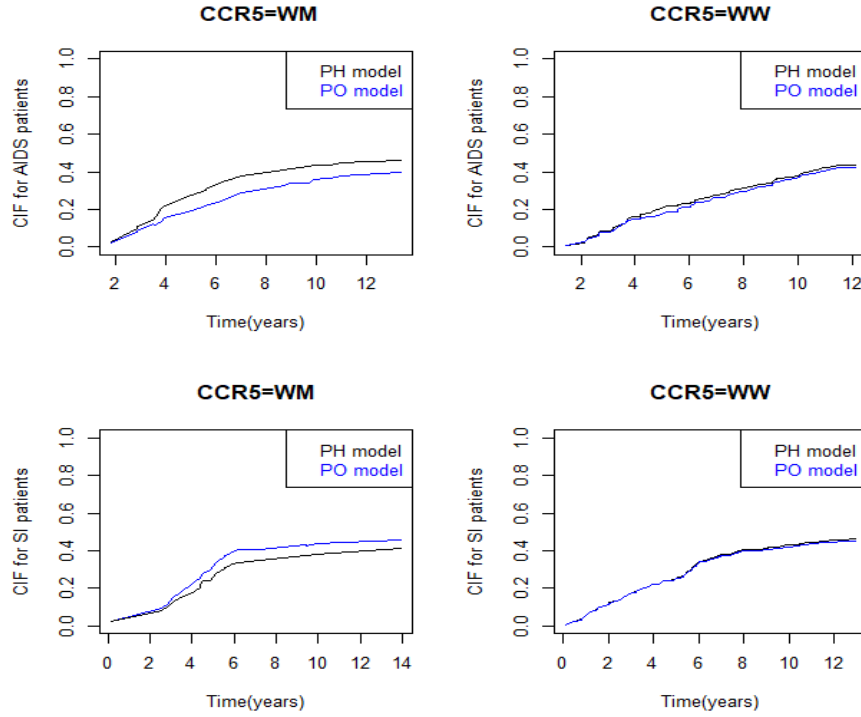 CCR5=WM
CIF for AIDS patients
1.0
0.8
0.6
0.4
0.2
0.0
PH model
PO model
2 4 6 8 10 12
Time(years)
CCR5=WW
CIF for AIDS patients
1.0
0.8
0.6
0.4
0.2
0.0
PH model
PO model
2 4 6 8 10 12
Time(years)
CCR5=WM
CIF for SI patients
1.0
0.8
0.6
0.4
0.2
0.0
PH model
PO model
0 2 4 6 8 10 12 14
Time(years)
CCR5=WW
CIF for SI patients
1.0
0.8
0.6
0.4
0.2
0.0
PH model
PO model
0 2 4 6 8 10 12
Time(years)